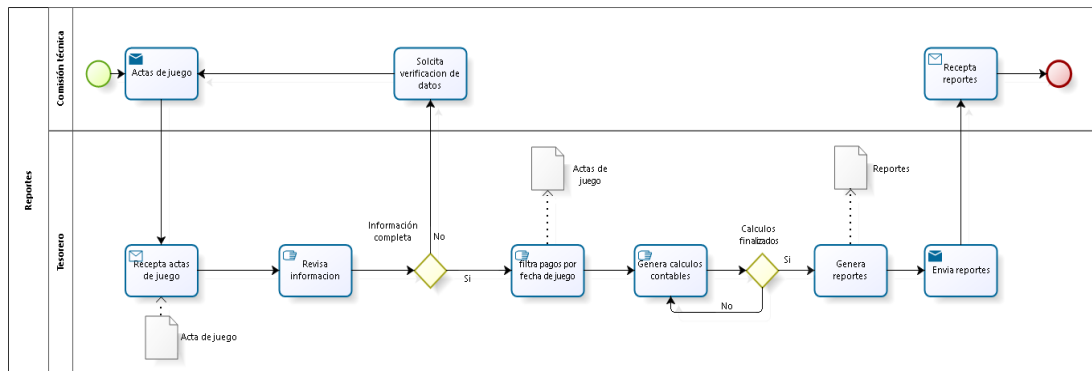 Reportes
Comisión técnica
Actas de juego
Solcita
verificacion de
datos
Recepta
reportes
Tesorero
Recepta actas
de juego
Acta de juego
Revisa
informacion
Información
completa
No
Si
Actas de
juego
filtra pagos por
fecha de juego
Genera calculos
contables
Calculos
finalizados
No
Si
Reportes
Genera
reportes
Envia reportes